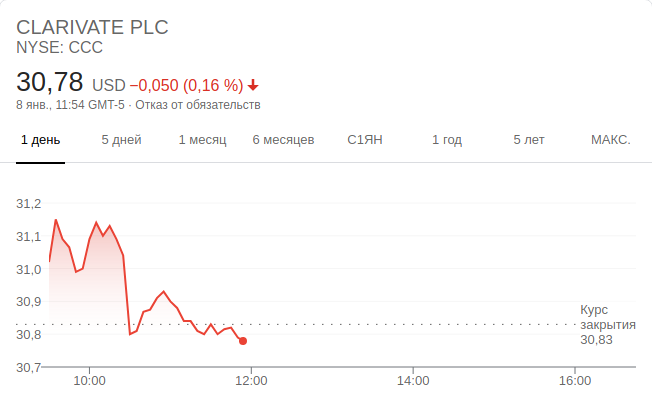 CLARIVATE PLC
NYSE: CCC
30,78 USD −0,050 (0,16 %)
8 янв., 11:54 GMT-5 · Отказ от обязательств
1 день 5 дней 1 месяц 6 месяцев С1ЯН 1 год 5 лет МАКС.
31,2
31,1
31,0
30,9
30,8
30,7
Курс
закрытия
30,83
10:00 12:00 14:00 16:00